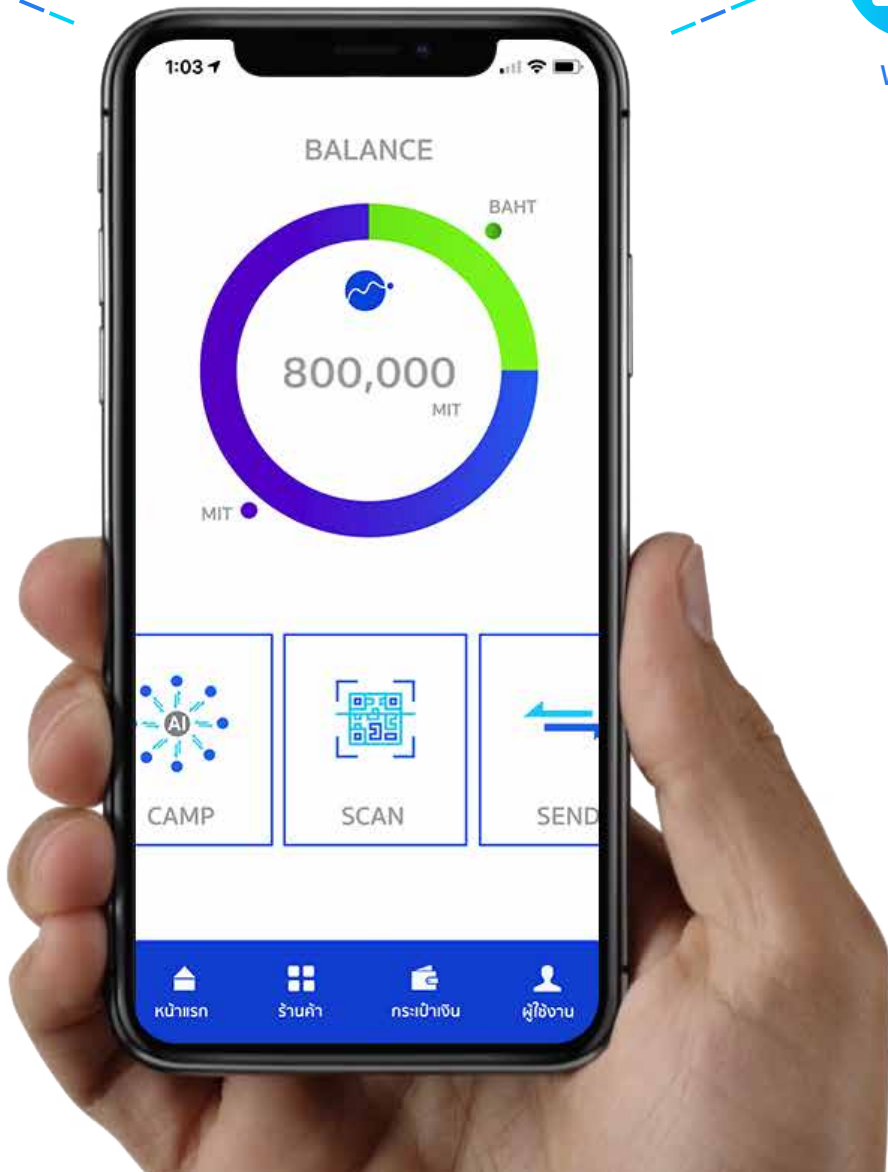 1:03
BALANCE
BAHT
800,000
MIT
MIT
AI
CAMP
SCAN
SEND
หน้าแรก
ร้านค้า
กระเป๋าเงิน
ผู้ใช้งาน